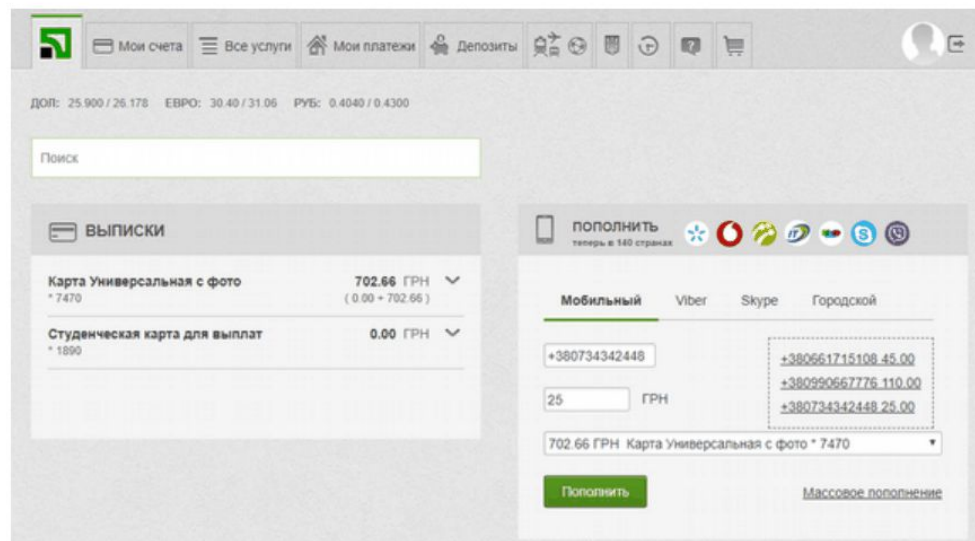 Мои счета Все услуги Мои платежи Депозиты
ДОЛ: 25.900 / 26.178 ЕВРО: 30.40 / 31.06 РУБ: 0.4040 / 0.4300
Поиск
ВЫПИСКИ
Карта Универсальная с фото 702.66 ГРН
* 7470 ( 0.00 + 702.66 )
Студенческая карта для выплат 0.00 ГРН
* 1890
ПОПОЛНИТЬ
теперь в 140 странах
Мобильный Viber Skype Городской
+380734342448
25 ГРН
+380661715108 45.00
+380990667776 110.00
+380734342448 25.00
702.66 ГРН Карта Универсальная с фото * 7470
Пополнить Массовое пополнение